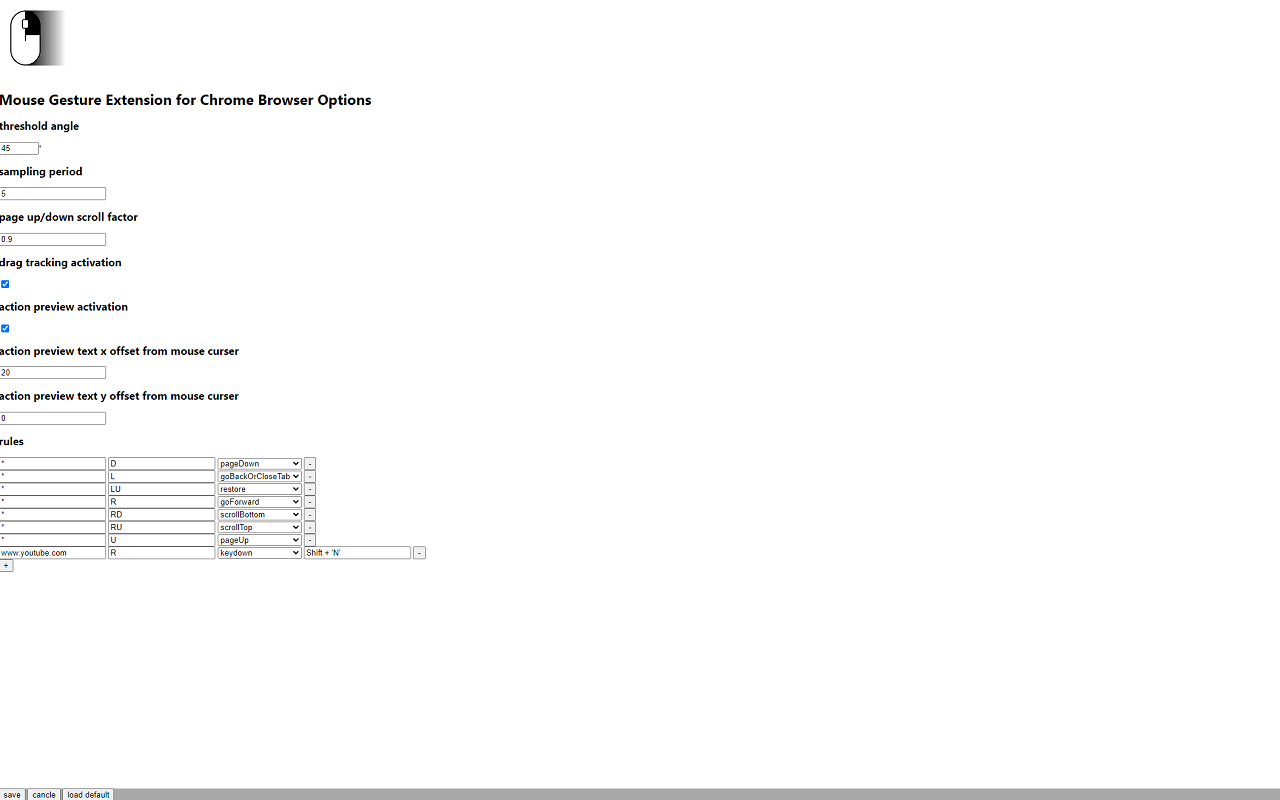 Mouse Gesture Extension for Chrome Browser Options
threshold angle
45 °
sampling period
5
page up/down scroll factor
0.9
drag tracking activation
action preview activation
action preview text x offset from mouse curser
20
action preview text y offset from mouse curser
0
rules
* D pageDown -
* L goBackOrCloseTab -
* LU restore -
* R goForward -
* RD scrollBottom -
* RU scrollTop -
* U pageUp -
www.youtube.com R keydown Shift + 'N' -
+
save cancle load default